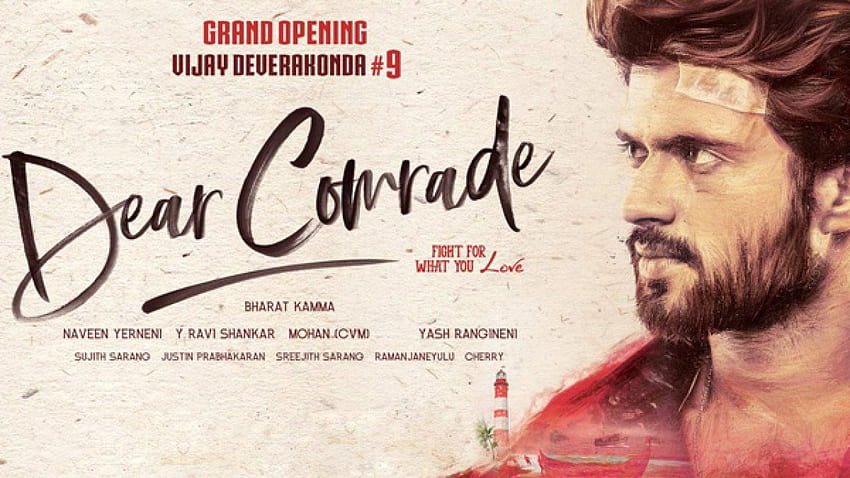 GRAND OPENING
VIJAY DEVERAKONDA #9
Dear Comrade
FIGHT FOR
WHAT YOU Love
BHARAT KAMMA
NAVEEN YERNENI Y. RAVI SHANKAR MOHAN (CVM) YASH RANGINENI
SUJITH SARANG JUSTIN PRABHAKARAN SREEJITH SARANG RAMANJANEYULU CHERRY